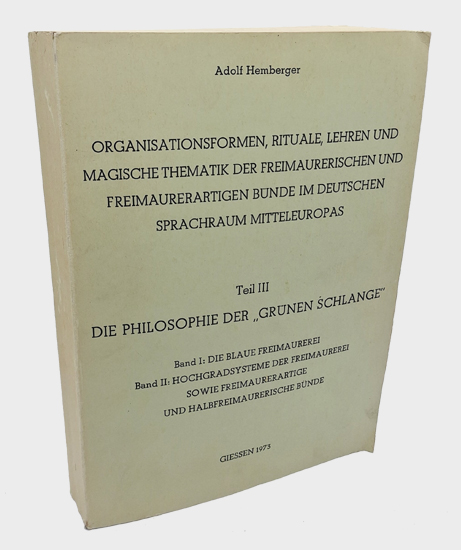 Adolf Hemberger
ORGANISATIONSFORMEN, RITUALE, LEHREN UND
MAGISCHE THEMATIK DER FREIMAURERISCHEN UND
FREIMAURERARTIGEN BÜNDE IM DEUTSCHEN
SPRACHRAUM MITTELEUROPAS
Teil III
DIE PHILOSOPHIE DER „GRÜNEN SCHLANGE"
Band I: DIE BLAUE FREIMAUREREI
Band II: HOCHGRADSYSTEME DER FREIMAUREREI
SOWIE FREIMAURERARTIGE
UND HALBFREIMAURERISCHE BÜNDE
GIESSEN 1973